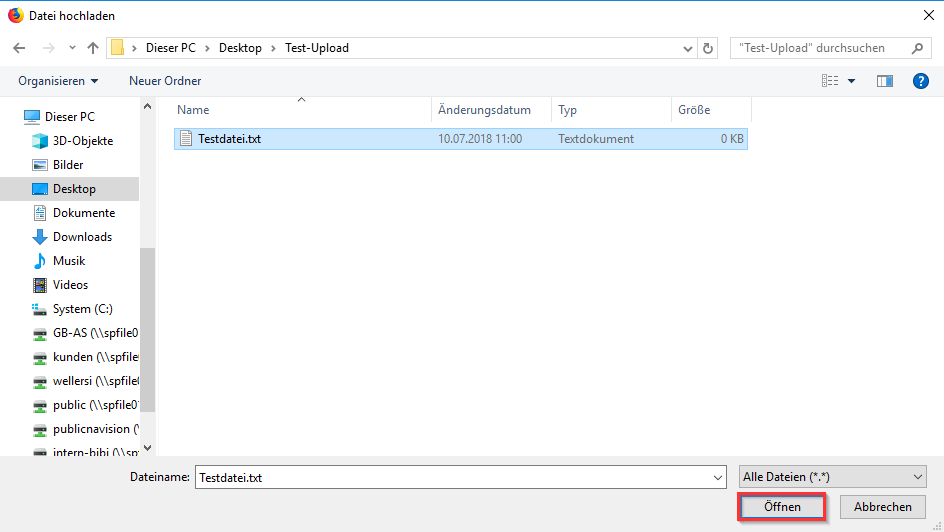 Datei hochladen
Dieser PC > Desktop > Test-Upload
"Test-Upload" durchsuchen
Organisieren
Neuer Ordner
?
Name
Änderungsdatum
Typ
Größe
Testdatei.txt
10.07.2018 11:00
Textdokument
0 KB
Dieser PC
3D-Objekte
Bilder
Desktop
Dokumente
Downloads
Musik
Videos
System (C:)
GB-AS (\\spfile0
kunden (\\spfile
wellersi (\\spfile
public (\\spfile0
publicnavision (\
intern-bibi (\\spf
Dateiname:
Testdatei.txt
Alle Dateien (*.*)
Öffnen
Abbrechen